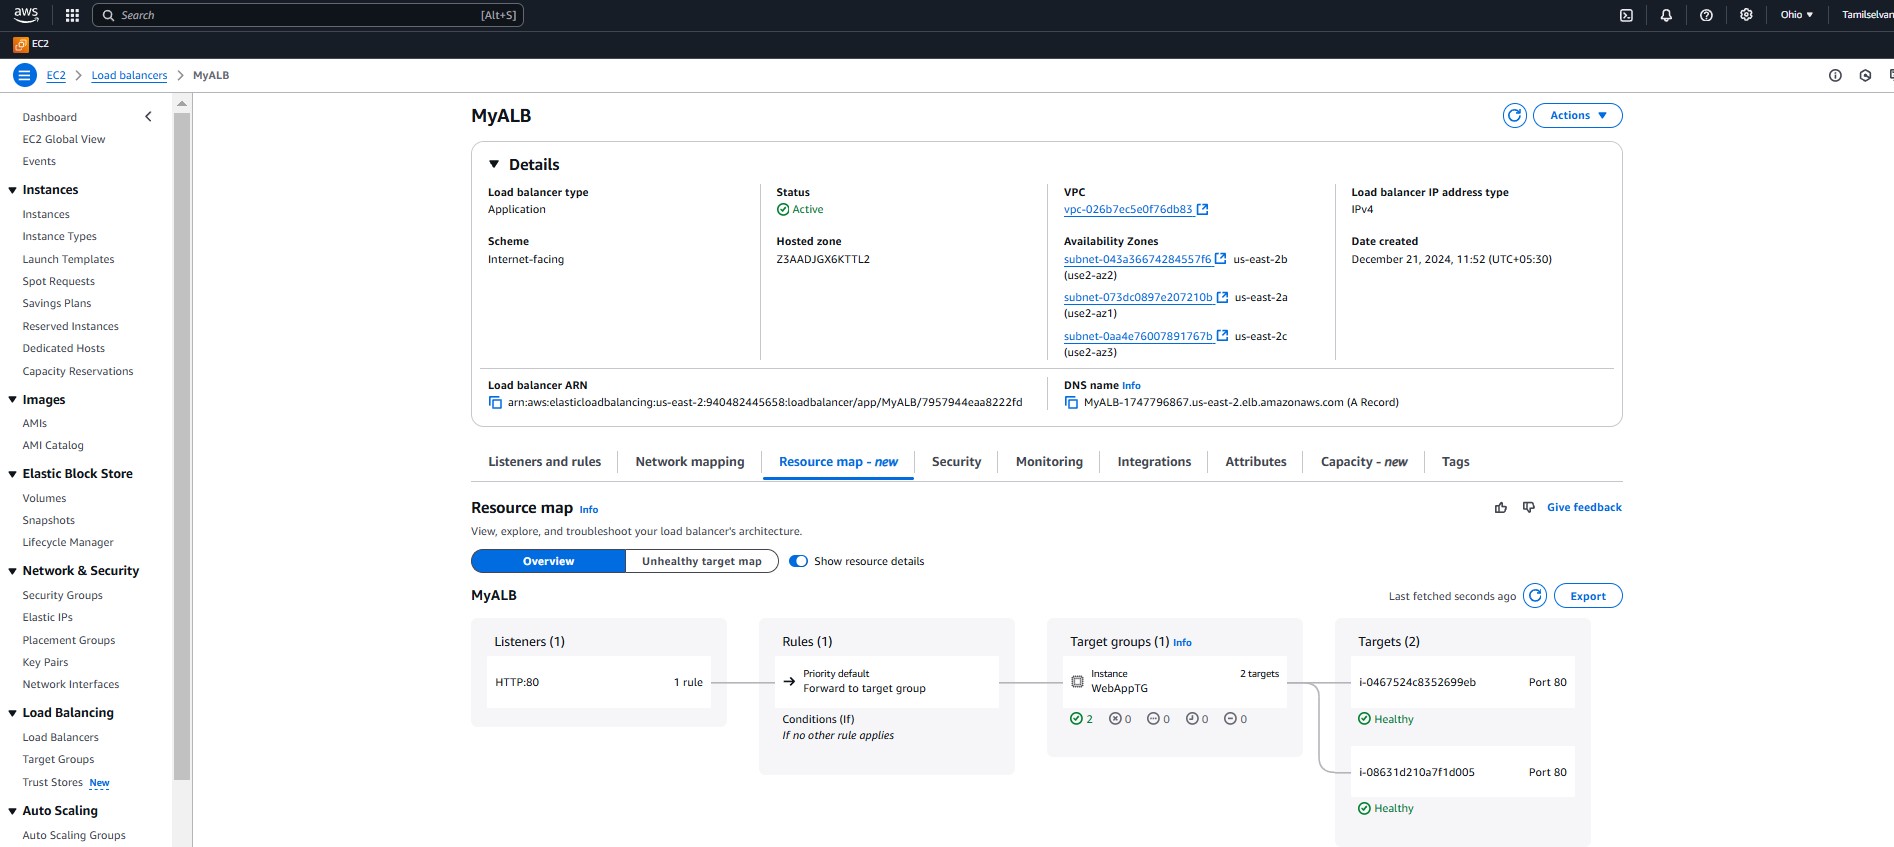 aws
Search
[Alt+S]
Ohio
Tamilselvan
EC2
EC2 > Load balancers > MyALB
Dashboard
EC2 Global View
Events
Instances
Instances
Instance Types
Launch Templates
Spot Requests
Savings Plans
Reserved Instances
Dedicated Hosts
Capacity Reservations
Images
AMIs
AMI Catalog
Elastic Block Store
Volumes
Snapshots
Lifecycle Manager
Network & Security
Security Groups
Elastic IPs
Placement Groups
Key Pairs
Network Interfaces
Load Balancing
Load Balancers
Target Groups
Trust Stores New
Auto Scaling
Auto Scaling Groups
MyALB
Actions
Details
Load balancer type
Application
Status
Active
VPC
vpc-026b7ec5e0f76db83
Load balancer IP address type
IPv4
Scheme
Internet-facing
Hosted zone
Z3AADJGX6KTTL2
Availability Zones
subnet-043a36674284557f6 us-east-2b
(use2-az2)
subnet-073dc0897e207210b us-east-2a
(use2-az1)
subnet-0aa4e76007891767b us-east-2c
(use2-az3)
Date created
December 21, 2024, 11:52 (UTC+05:30)
Load balancer ARN
arn:aws:elasticloadbalancing:us-east-2:940482445658:loadbalancer/app/MyALB/7957944eaa8222fd
DNS name Info
MyALB-1747796867.us-east-2.elb.amazonaws.com (A Record)
Listeners and rules
Network mapping
Resource map - new
Security
Monitoring
Integrations
Attributes
Capacity - new
Tags
Resource map Info
Give feedback
View, explore, and troubleshoot your load balancer's architecture.
Overview
Unhealthy target map
Show resource details
MyALB
Last fetched seconds ago
Export
Listeners (1)
HTTP:80
1 rule
Rules (1)
Priority default
Forward to target group
Conditions (If)
If no other rule applies
Target groups (1) Info
Instance
2 targets
WebAppTG
2 0 0 0 0
Targets (2)
i-0467524c8352699eb
Port 80
Healthy
i-08631d210a7f1d005
Port 80
Healthy